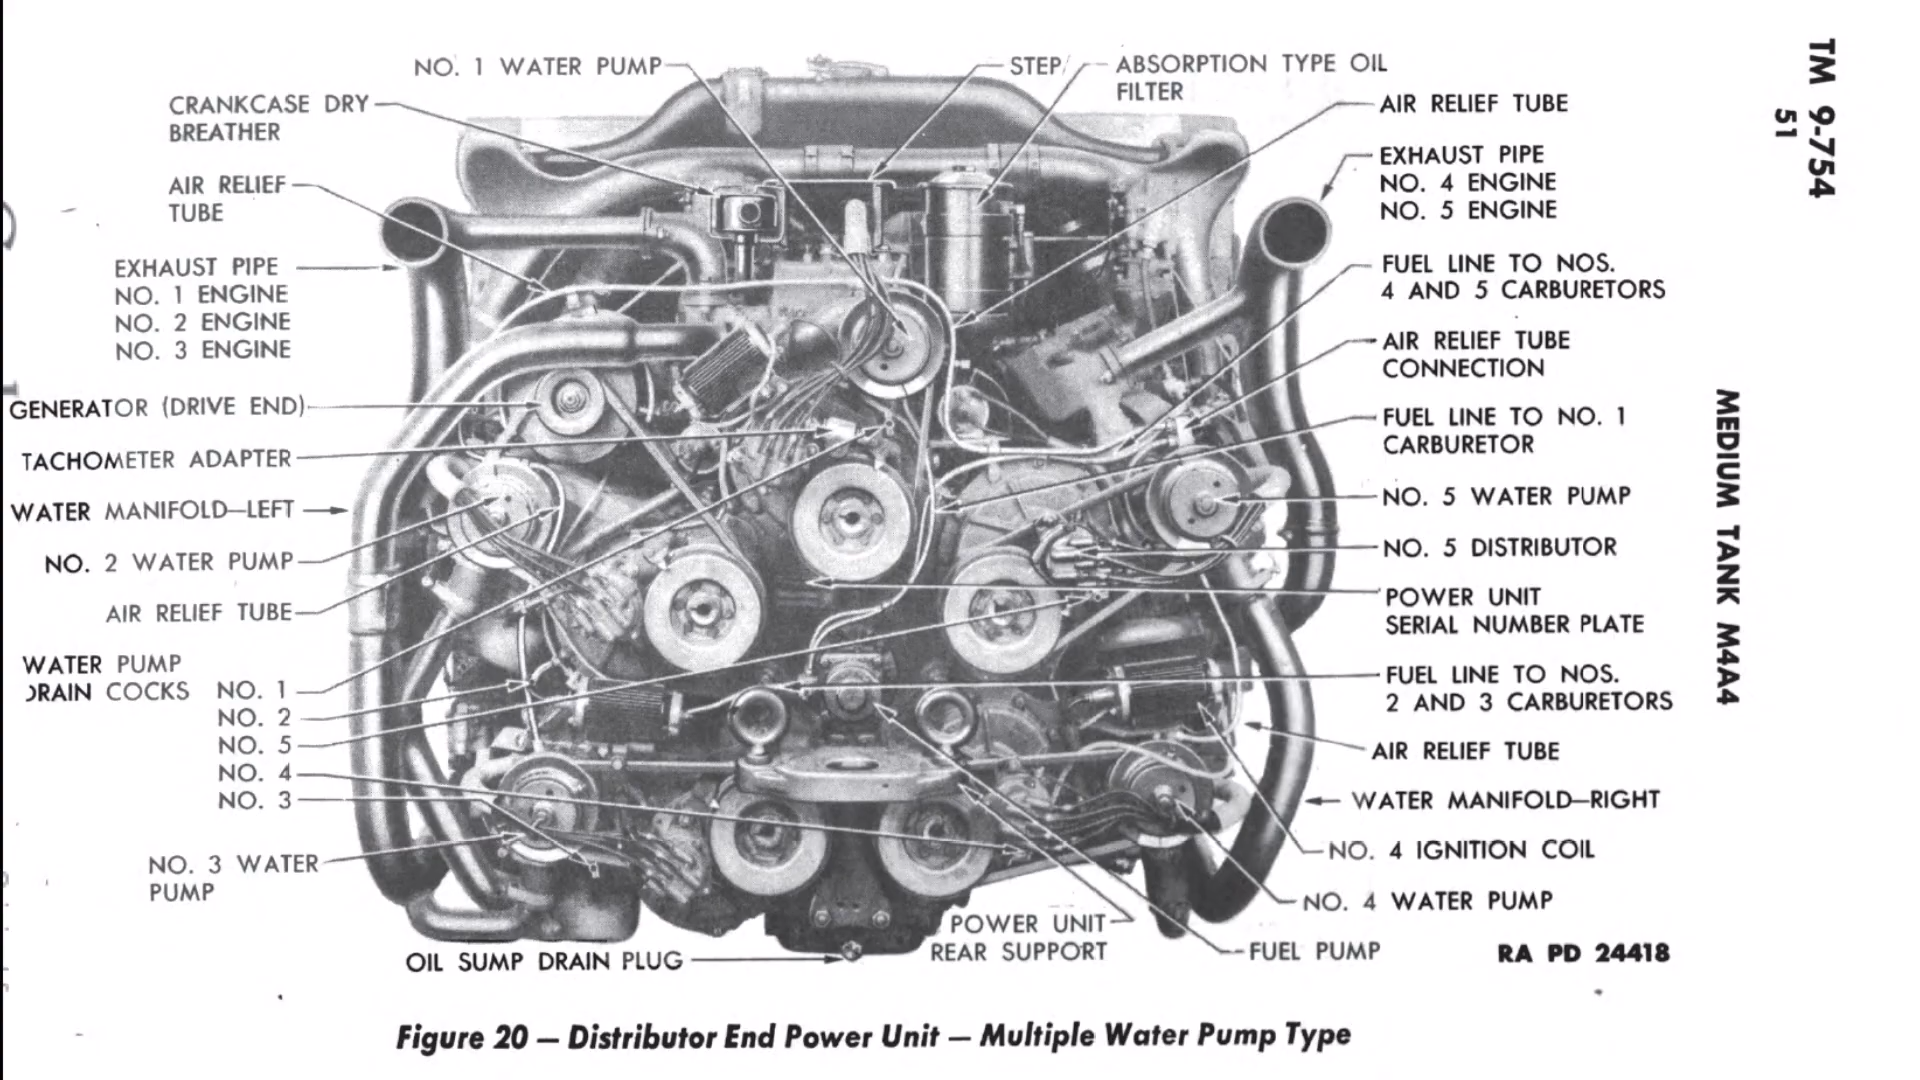 NO. 1 WATER PUMP
STEP
ABSORPTION TYPE OIL
FILTER
CRANKCASE DRY
BREATHER
AIR RELIEF
TUBE
EXHAUST PIPE
NO. 1 ENGINE
NO. 2 ENGINE
NO. 3 ENGINE
GENERATOR (DRIVE END)
TACHOMETER ADAPTER
WATER MANIFOLD—LEFT
NO. 2 WATER PUMP
AIR RELIEF TUBE
WATER PUMP
DRAIN COCKS NO. 1
NO. 2
NO. 5
NO. 4
NO. 3
NO. 3 WATER
PUMP
OIL SUMP DRAIN PLUG
AIR RELIEF TUBE
EXHAUST PIPE
NO. 4 ENGINE
NO. 5 ENGINE
FUEL LINE TO NOS.
4 AND 5 CARBURETORS
AIR RELIEF TUBE
CONNECTION
FUEL LINE TO NO. 1
CARBURETOR
NO. 5 WATER PUMP
NO. 5 DISTRIBUTOR
POWER UNIT
SERIAL NUMBER PLATE
FUEL LINE TO NOS.
2 AND 3 CARBURETORS
AIR RELIEF TUBE
WATER MANIFOLD—RIGHT
NO. 4 IGNITION COIL
NO. 4 WATER PUMP
POWER UNIT
REAR SUPPORT
FUEL PUMP
RA PD 24418
TM 9-754
51
MEDIUM TANK M4A4
Figure 20 — Distributor End Power Unit — Multiple Water Pump Type